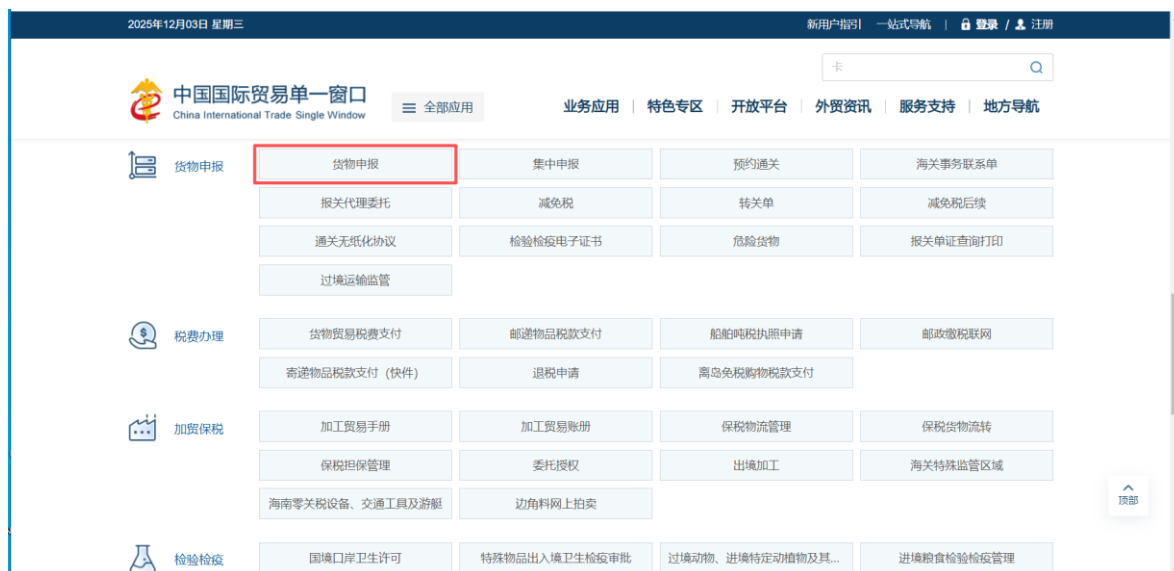 2025年12月03日 星期三
新用户指引 一站式导航 | 登录 / 注册
卡
中国国际贸易单一窗口
China International Trade Single Window
全部应用
业务应用 | 特色专区 | 开放平台 | 外贸资讯 | 服务支持 | 地方导航
货物申报 货物申报 集中申报 预约通关 海关事务联系单
报关代理委托 减免税 转关单 减免税后续
通关无纸化协议 检验检疫电子证书 危险货物 报关单证查询打印
过境运输监管
税费办理 货物贸易税费支付 邮递物品税款支付 船舶吨税执照申请 邮政缴税联网
寄递物品税款支付（快件） 退税申请 离岛免税购物税款支付
加贸保税 加工贸易手册 加工贸易账册 保税物流管理 保税货物流转
保税担保管理 委托授权 出境加工 海关特殊监管区域
海南零关税设备、交通工具及游艇 边角料网上拍卖
顶部
检验检疫 国境口岸卫生许可 特殊物品出入境卫生检疫审批 过境动物、进境特定动植物及其... 进境粮食检验检疫管理